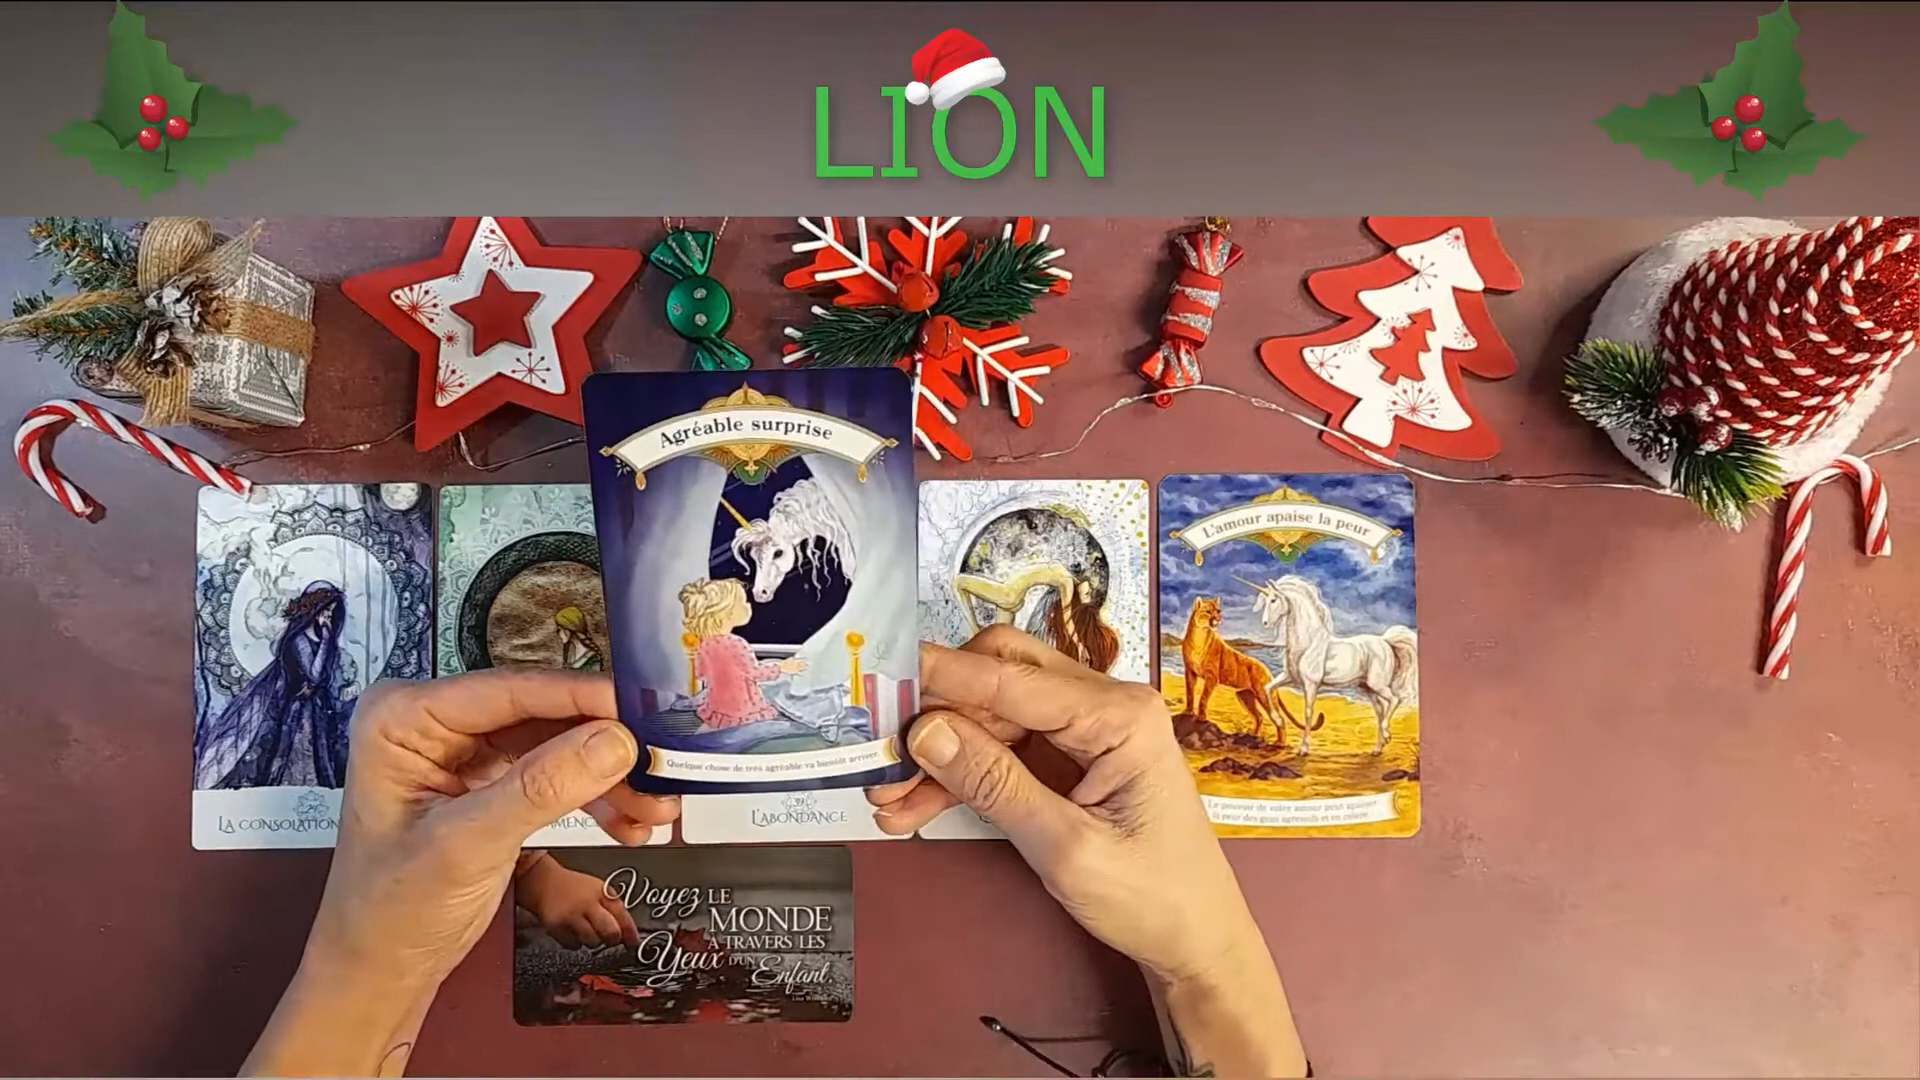 LION
Agréable surprise
Quelque chose de très agréable va bientôt arriver.
L'amour apaise la peur
Le pouvoir de votre amour peut apaiser
la peur des gens agressifs et en colère.
24
LA CONSOLATION
39
L'ABONDANCE
Voyez LE
MONDE
À TRAVERS LES
Yeux D'UN
Enfant.